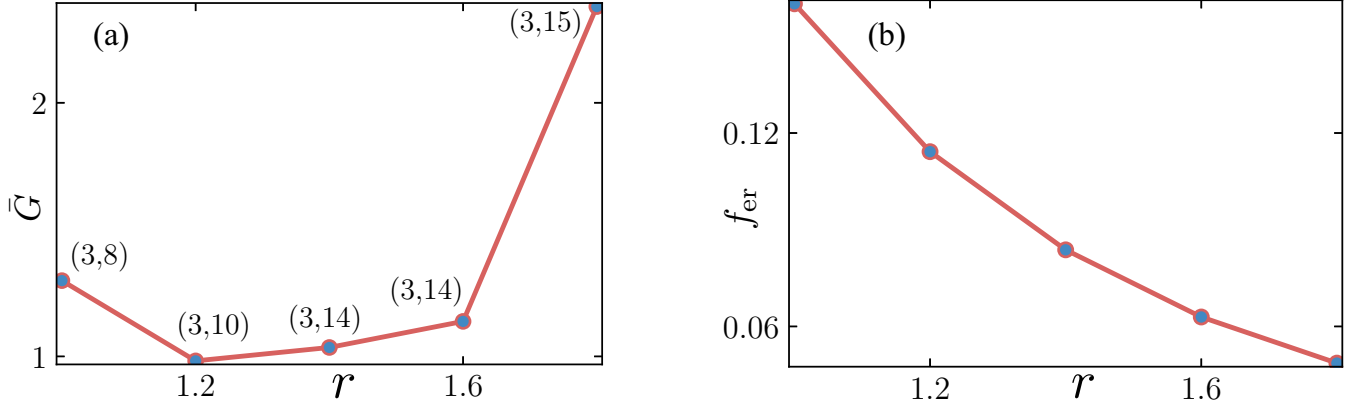 (a)
(3,15)
2
Ḡ
(3,8)
(3,14)
(3,10)
(3,14)
1
1.2
r
1.6
(b)
0.12
f_er
0.06
1.2
r
1.6